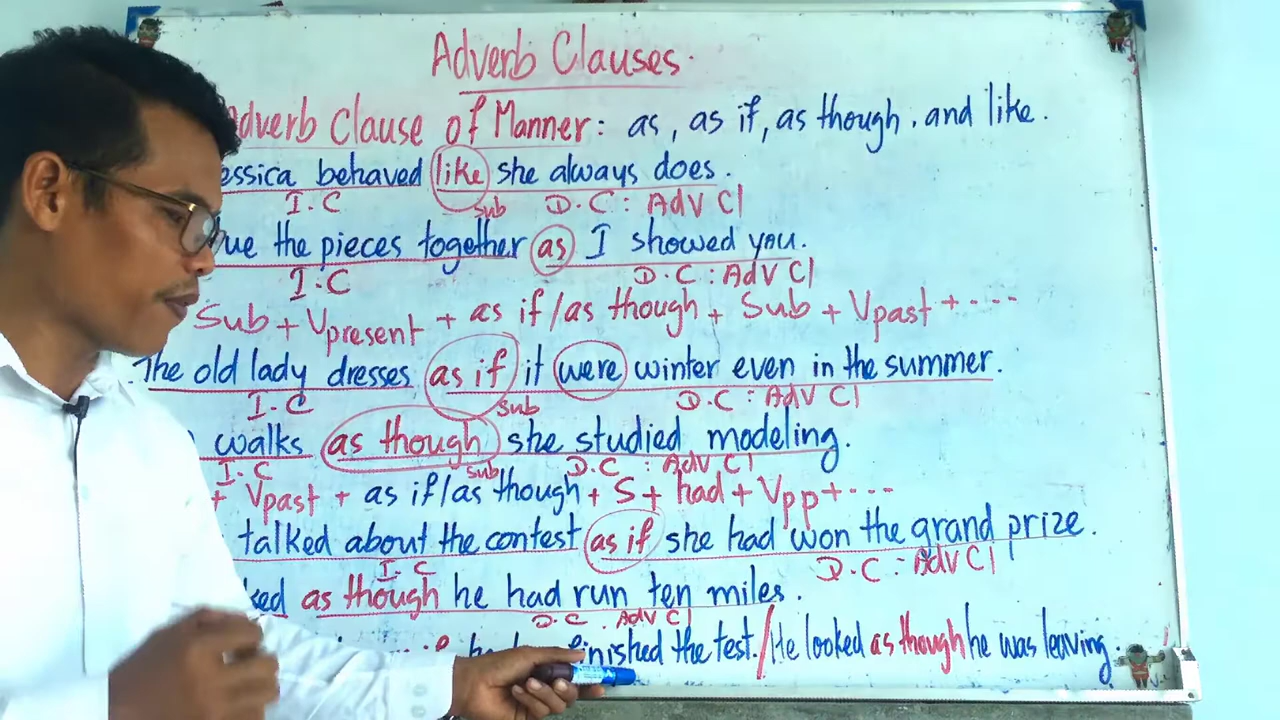 Adverb Clauses.
Adverb Clause of Manner: as, as if, as though, and like.
essica behaved like she always does.
I.C Sub D.C: Adv Cl
ue the pieces together as I showed you.
I.C D.C: Adv Cl
Sub + Vpresent + as if/as though + Sub + Vpast + ....
The old lady dresses as if it were winter even in the summer.
I.C Sub D.C: Adv Cl
walks as though she studied modeling.
I.C Sub D.C: Adv Cl
+ Vpast + as if/as though + S + had + Vpp + ...
talked about the contest as if she had won the grand prize.
I.C D.C: Adv Cl
ked as though he had run ten miles.
D.C. Adv Cl
finished the test./He looked as though he was leaving.